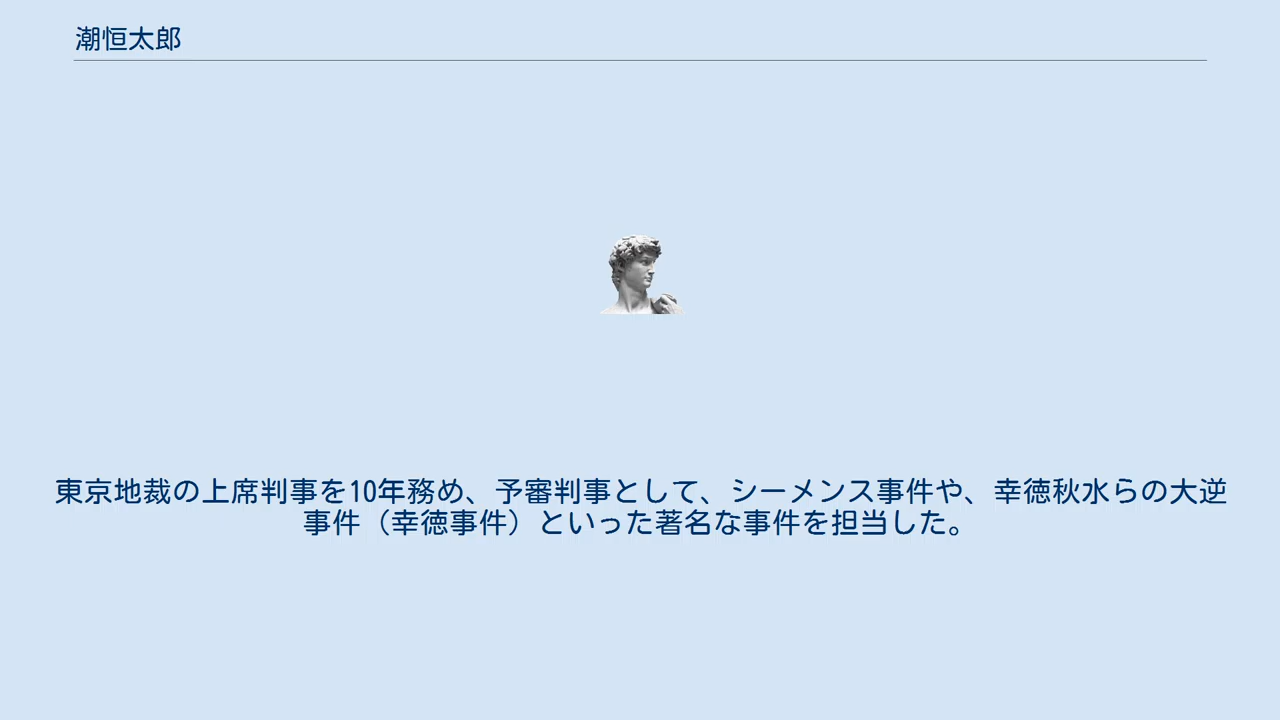 潮恒太郎
東京地裁の上席判事を10年務め、予審判事として、シーメンス事件や、幸徳秋水らの大逆
事件（幸徳事件）といった著名な事件を担当した。